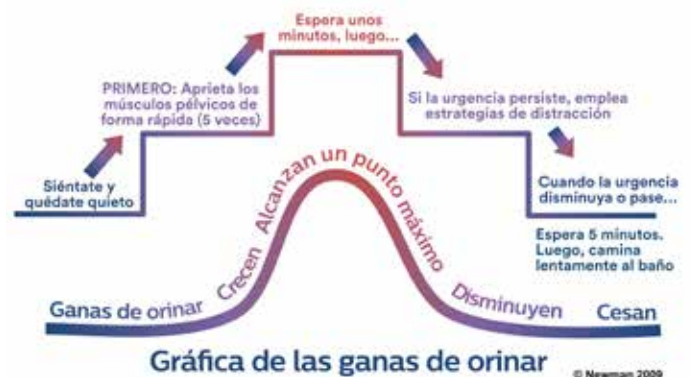 Espera unos
minutos, luego...
PRIMERO: Aprieta los
músculos pélvicos de
forma rápida (5 veces)
Si la urgencia persiste, emplea
estrategias de distracción
Siéntate y
quédate quieto
Cuando la urgencia
disminuya o pase...
Espera 5 minutos.
Luego, camina
lentamente al baño
Ganas de orinar
Crecen
Alcanzan un punto máximo
Disminuyen
Cesan
Gráfica de las ganas de orinar
© Newman 2009